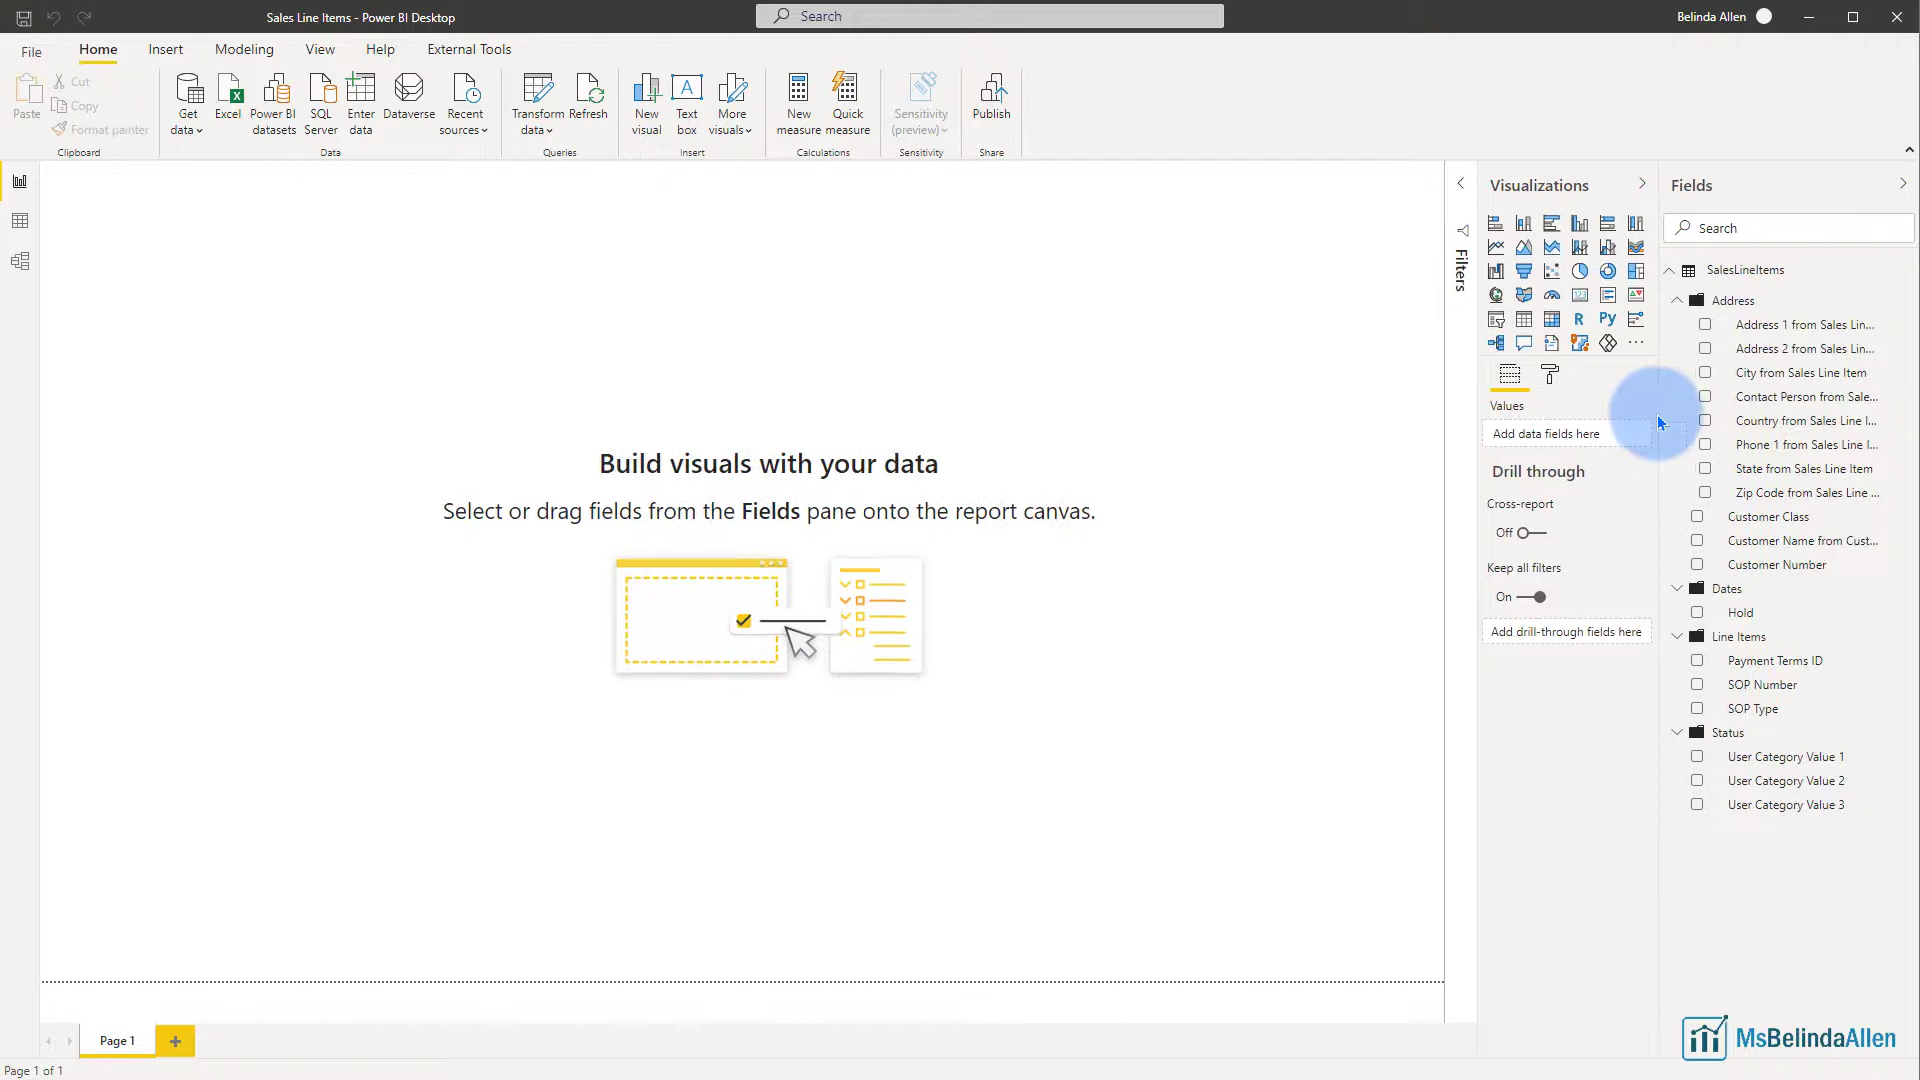 Sales Line Items - Power BI Desktop
Search
Belinda Allen
File
Home
Insert
Modeling
View
Help
External Tools
Paste
Cut
Copy
Format painter
Get data
Excel
Power BI datasets
SQL Server
Enter data
Dataverse
Recent sources
Transform data
Refresh
New visual
Text box
More visuals
New measure
Quick measure
Sensitivity (preview)
Publish
Clipboard
Data
Queries
Insert
Calculations
Sensitivity
Share
Build visuals with your data
Select or drag fields from the Fields pane onto the report canvas.
Filters
Visualizations
R
Py
Values
Add data fields here
Drill through
Cross-report
Off
Keep all filters
On
Add drill-through fields here
Fields
Search
SalesLineItems
Address
Address 1 from Sales Lin...
Address 2 from Sales Lin...
City from Sales Line Item
Contact Person from Sale...
Country from Sales Line I...
Phone 1 from Sales Line I...
State from Sales Line Item
Zip Code from Sales Line ...
Customer Class
Customer Name from Cust...
Customer Number
Dates
Hold
Line Items
Payment Terms ID
SOP Number
SOP Type
Status
User Category Value 1
User Category Value 2
User Category Value 3
Page 1
Page 1 of 1
MsBelindaAllen